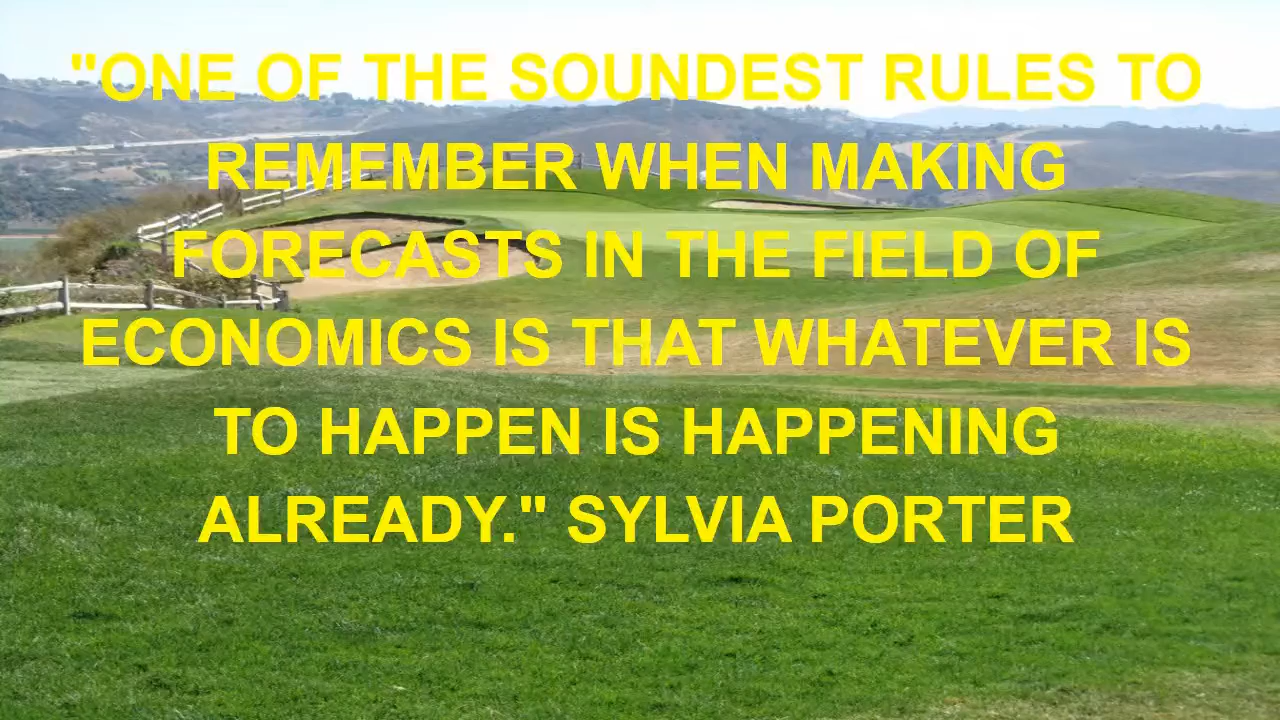 "ONE OF THE SOUNDEST RULES TO
REMEMBER WHEN MAKING
FORECASTS IN THE FIELD OF
ECONOMICS IS THAT WHATEVER IS
TO HAPPEN IS HAPPENING
ALREADY." SYLVIA PORTER